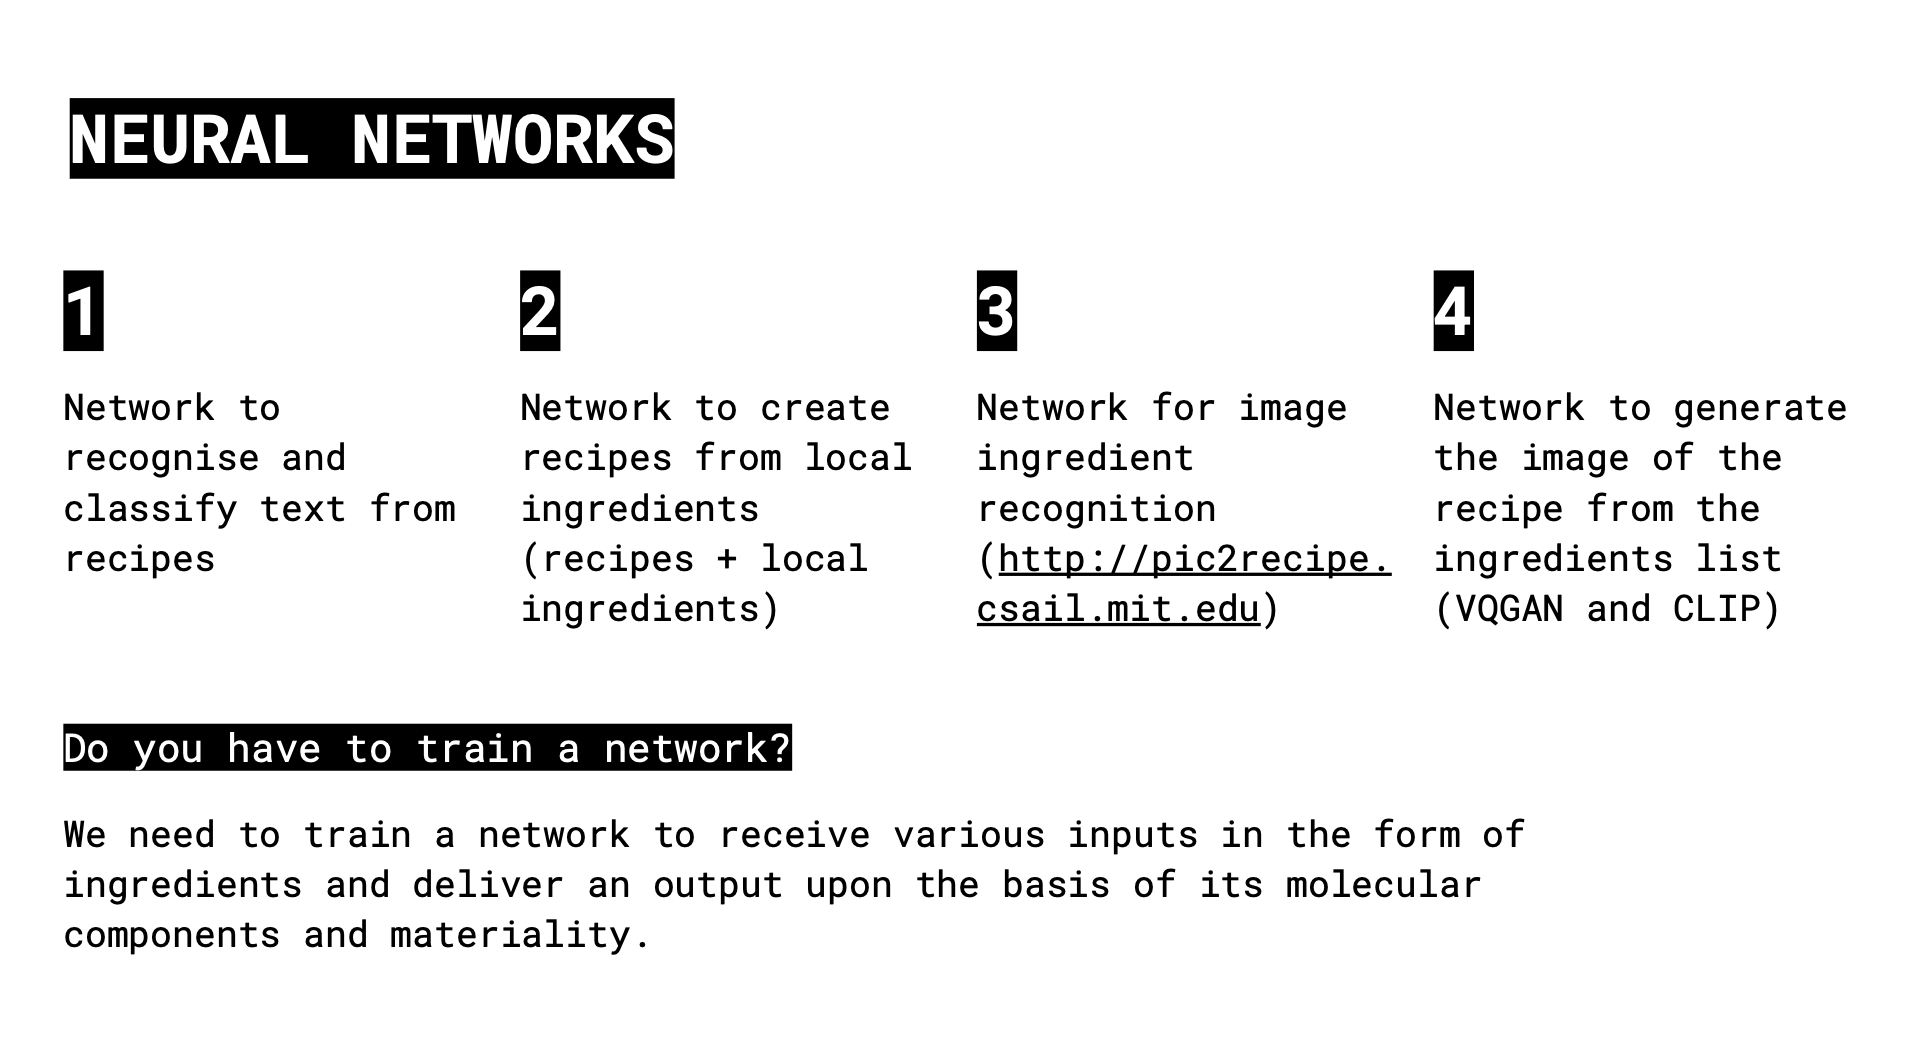 NEURAL NETWORKS
1
Network to
recognise and
classify text from
recipes
2
Network to create
recipes from local
ingredients
(recipes + local
ingredients)
3
Network for image
ingredient
recognition
(http://pic2recipe.
csail.mit.edu)
4
Network to generate
the image of the
recipe from the
ingredients list
(VQGAN and CLIP)
Do you have to train a network?
We need to train a network to receive various inputs in the form of
ingredients and deliver an output upon the basis of its molecular
components and materiality.